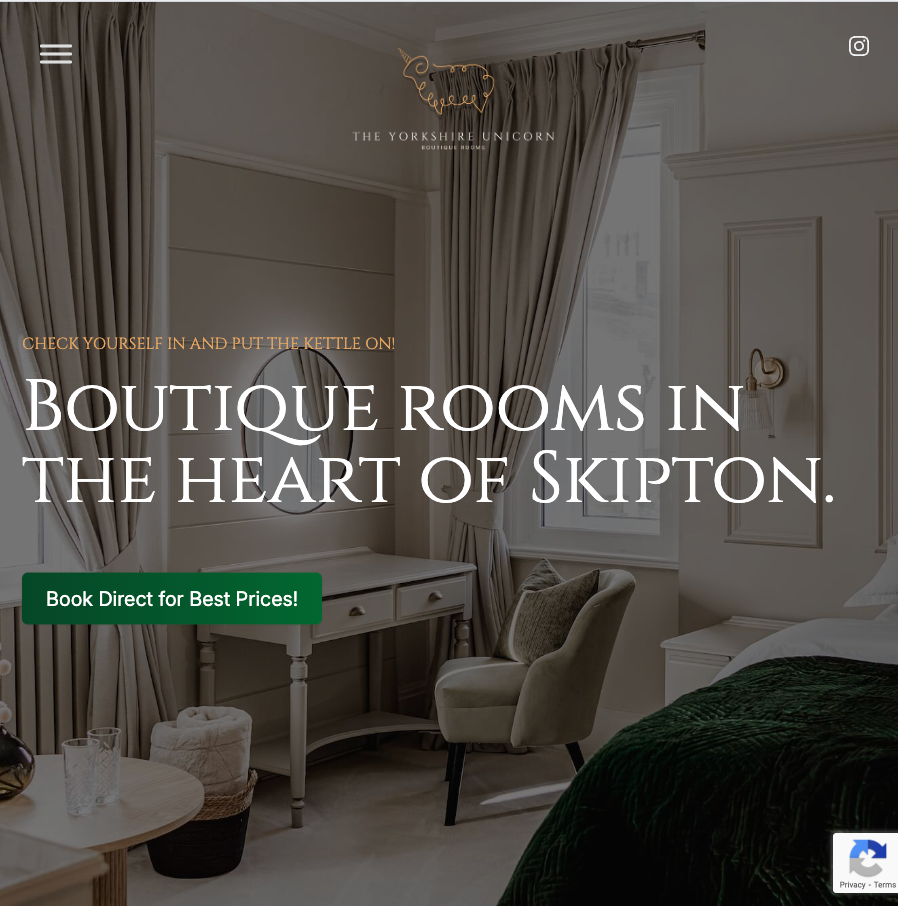 THE YORKSHIRE UNICORN
BOUTIQUE ROOMS
CHECK YOURSELF IN AND PUT THE KETTLE ON!
BOUTIQUE ROOMS IN
THE HEART OF SKIPTON.
Book Direct for Best Prices!
Privacy - Terms